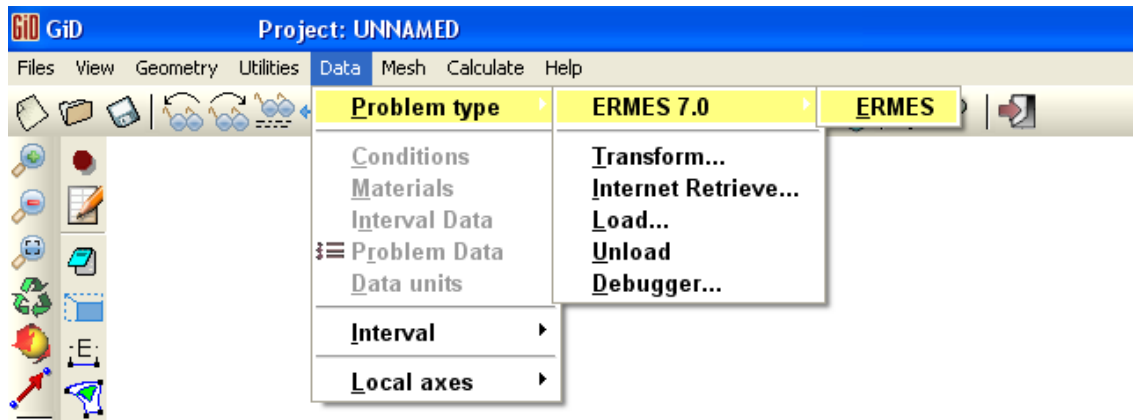 GiD GiD Project: UNNAMED
Files View Geometry Utilities Data Mesh Calculate Help
Problem type
ERMES 7.0
ERMES
Conditions
Materials
Interval Data
Problem Data
Data units
Interval
Local axes
Transform...
Internet Retrieve...
Load...
Unload
Debugger...
E